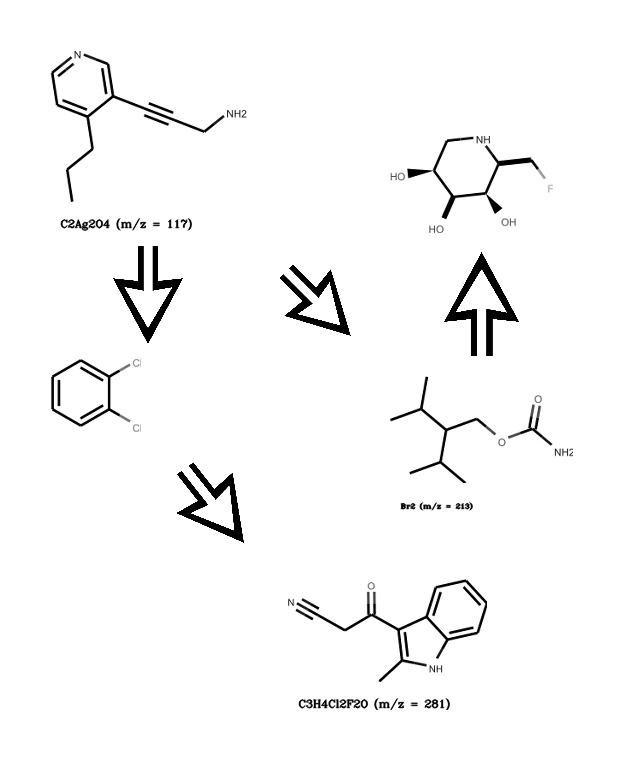 N
NH2
C2Ag2O4 (m/z = 117)
NH
HO
F
HO
OH
Cl
Cl
O
O
NH2
Br2 (m/z = 213)
O
N
NH
C3H4Cl2F2O (m/z = 281)